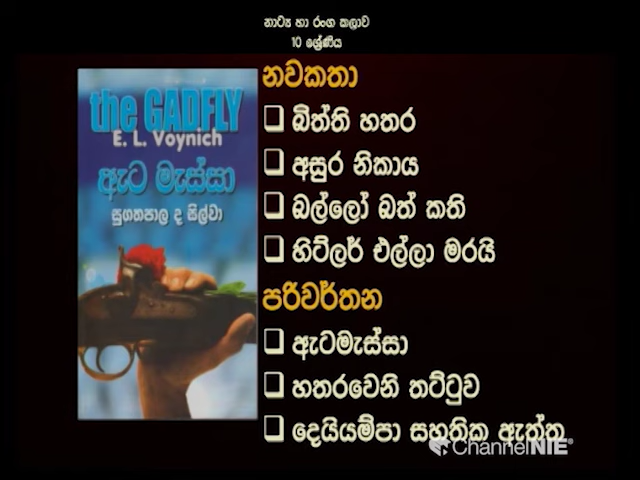 නාට්‍ය හා රංග කලාව
10 ශ්‍රේණිය
the GADFLY
E. L. Voynich
ඇට මැස්සා
සුගතපාල ද සිල්වා
නවකතා
❑ බිත්ති හතර
❑ අසුර නිකාය
❑ බල්ලෝ බත් කති
❑ හිට්ලර් එල්ලා මරයි
පරිවර්තන
❑ ඇටමැස්සා
❑ හතරවෙනි තට්ටුව
❑ දෙයියම්පා සහතික ඇත්ත
ChannelNIE®